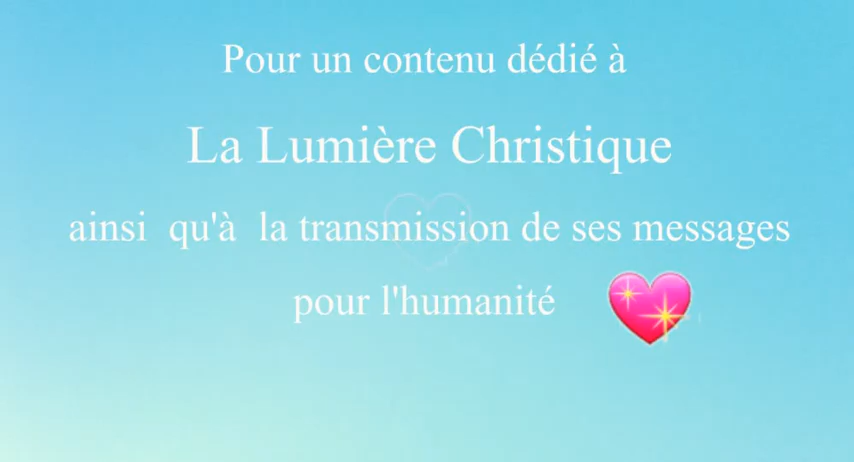 Pour un contenu dédié à
La Lumière Christique
ainsi qu'à la transmission de ses messages
pour l'humanité